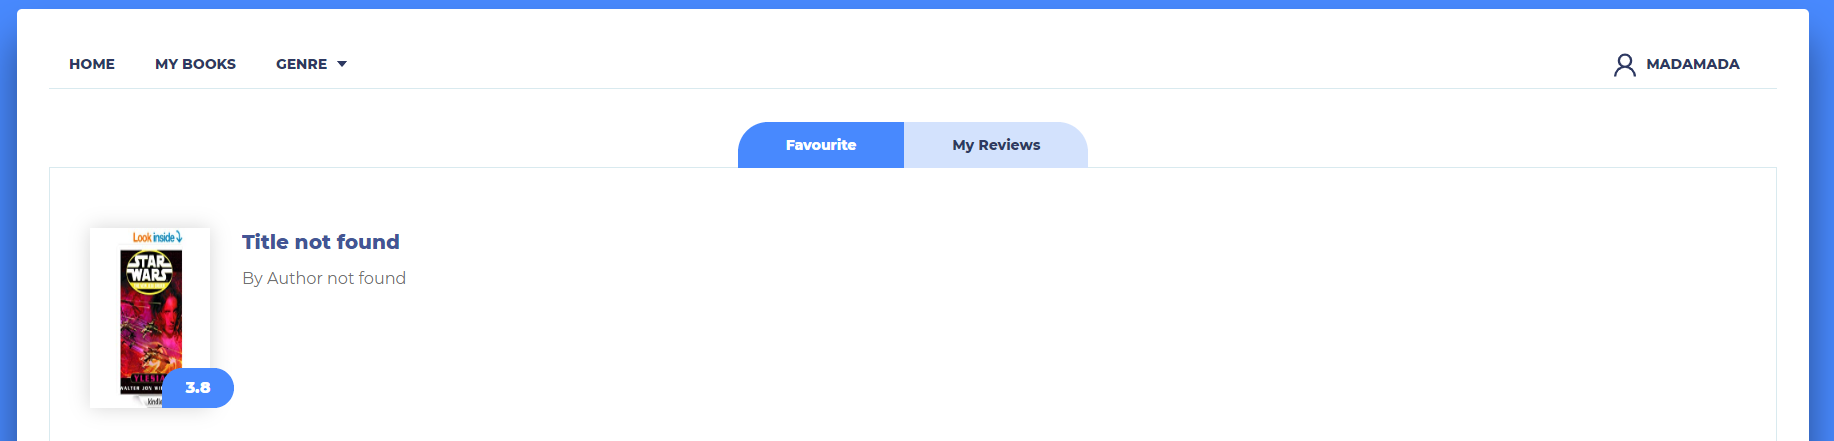 HOME MY BOOKS GENRE MADAMADA
Favourite My Reviews
Look inside
STAR
WARS
Title not found
By Author not found
3.8